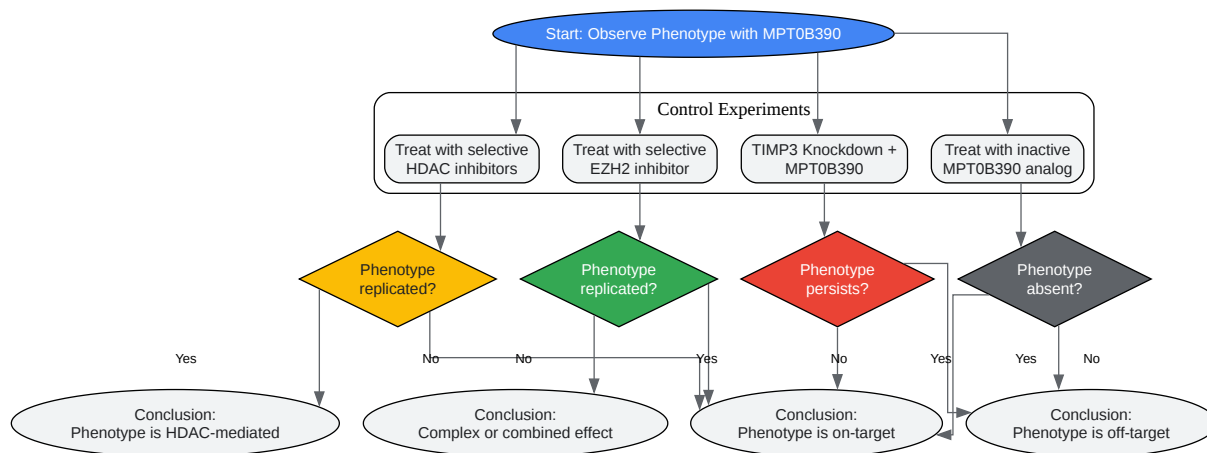 Start: Observe Phenotype with MPT0B390
Control Experiments
Treat with selective
HDAC inhibitors
Treat with selective
EZH2 inhibitor
TIMP3 Knockdown +
MPT0B390
Treat with inactive
MPT0B390 analog
Phenotype
replicated?
Phenotype
replicated?
Phenotype
persists?
Phenotype
absent?
Yes
No
No
Yes
No
Yes
Yes
No
Conclusion:
Phenotype is HDAC-mediated
Conclusion:
Complex or combined effect
Conclusion:
Phenotype is on-target
Conclusion:
Phenotype is off-target